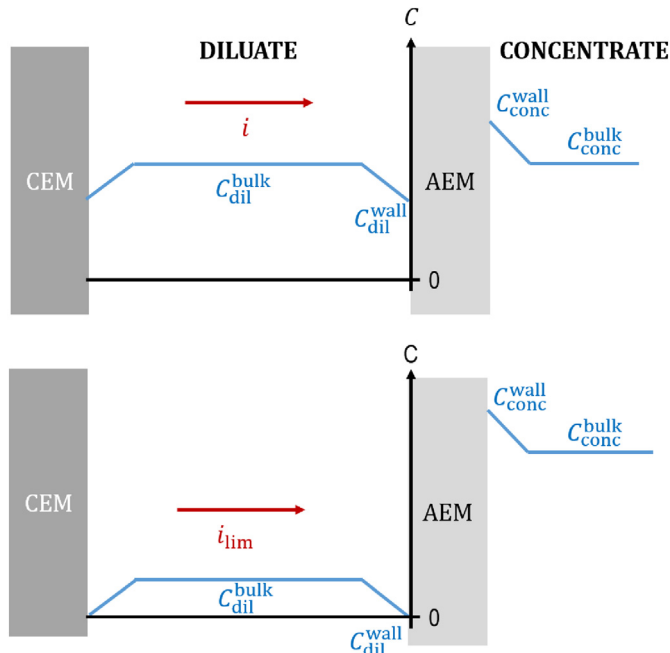 C
DILUATE
CONCENTRATE
i
C_conc^wall
C_conc^bulk
CEM
C_dil^bulk
AEM
C_dil^wall
0
C
C_conc^wall
C_conc^bulk
CEM
AEM
i_lim
C_dil^bulk
0
C_dil^wall